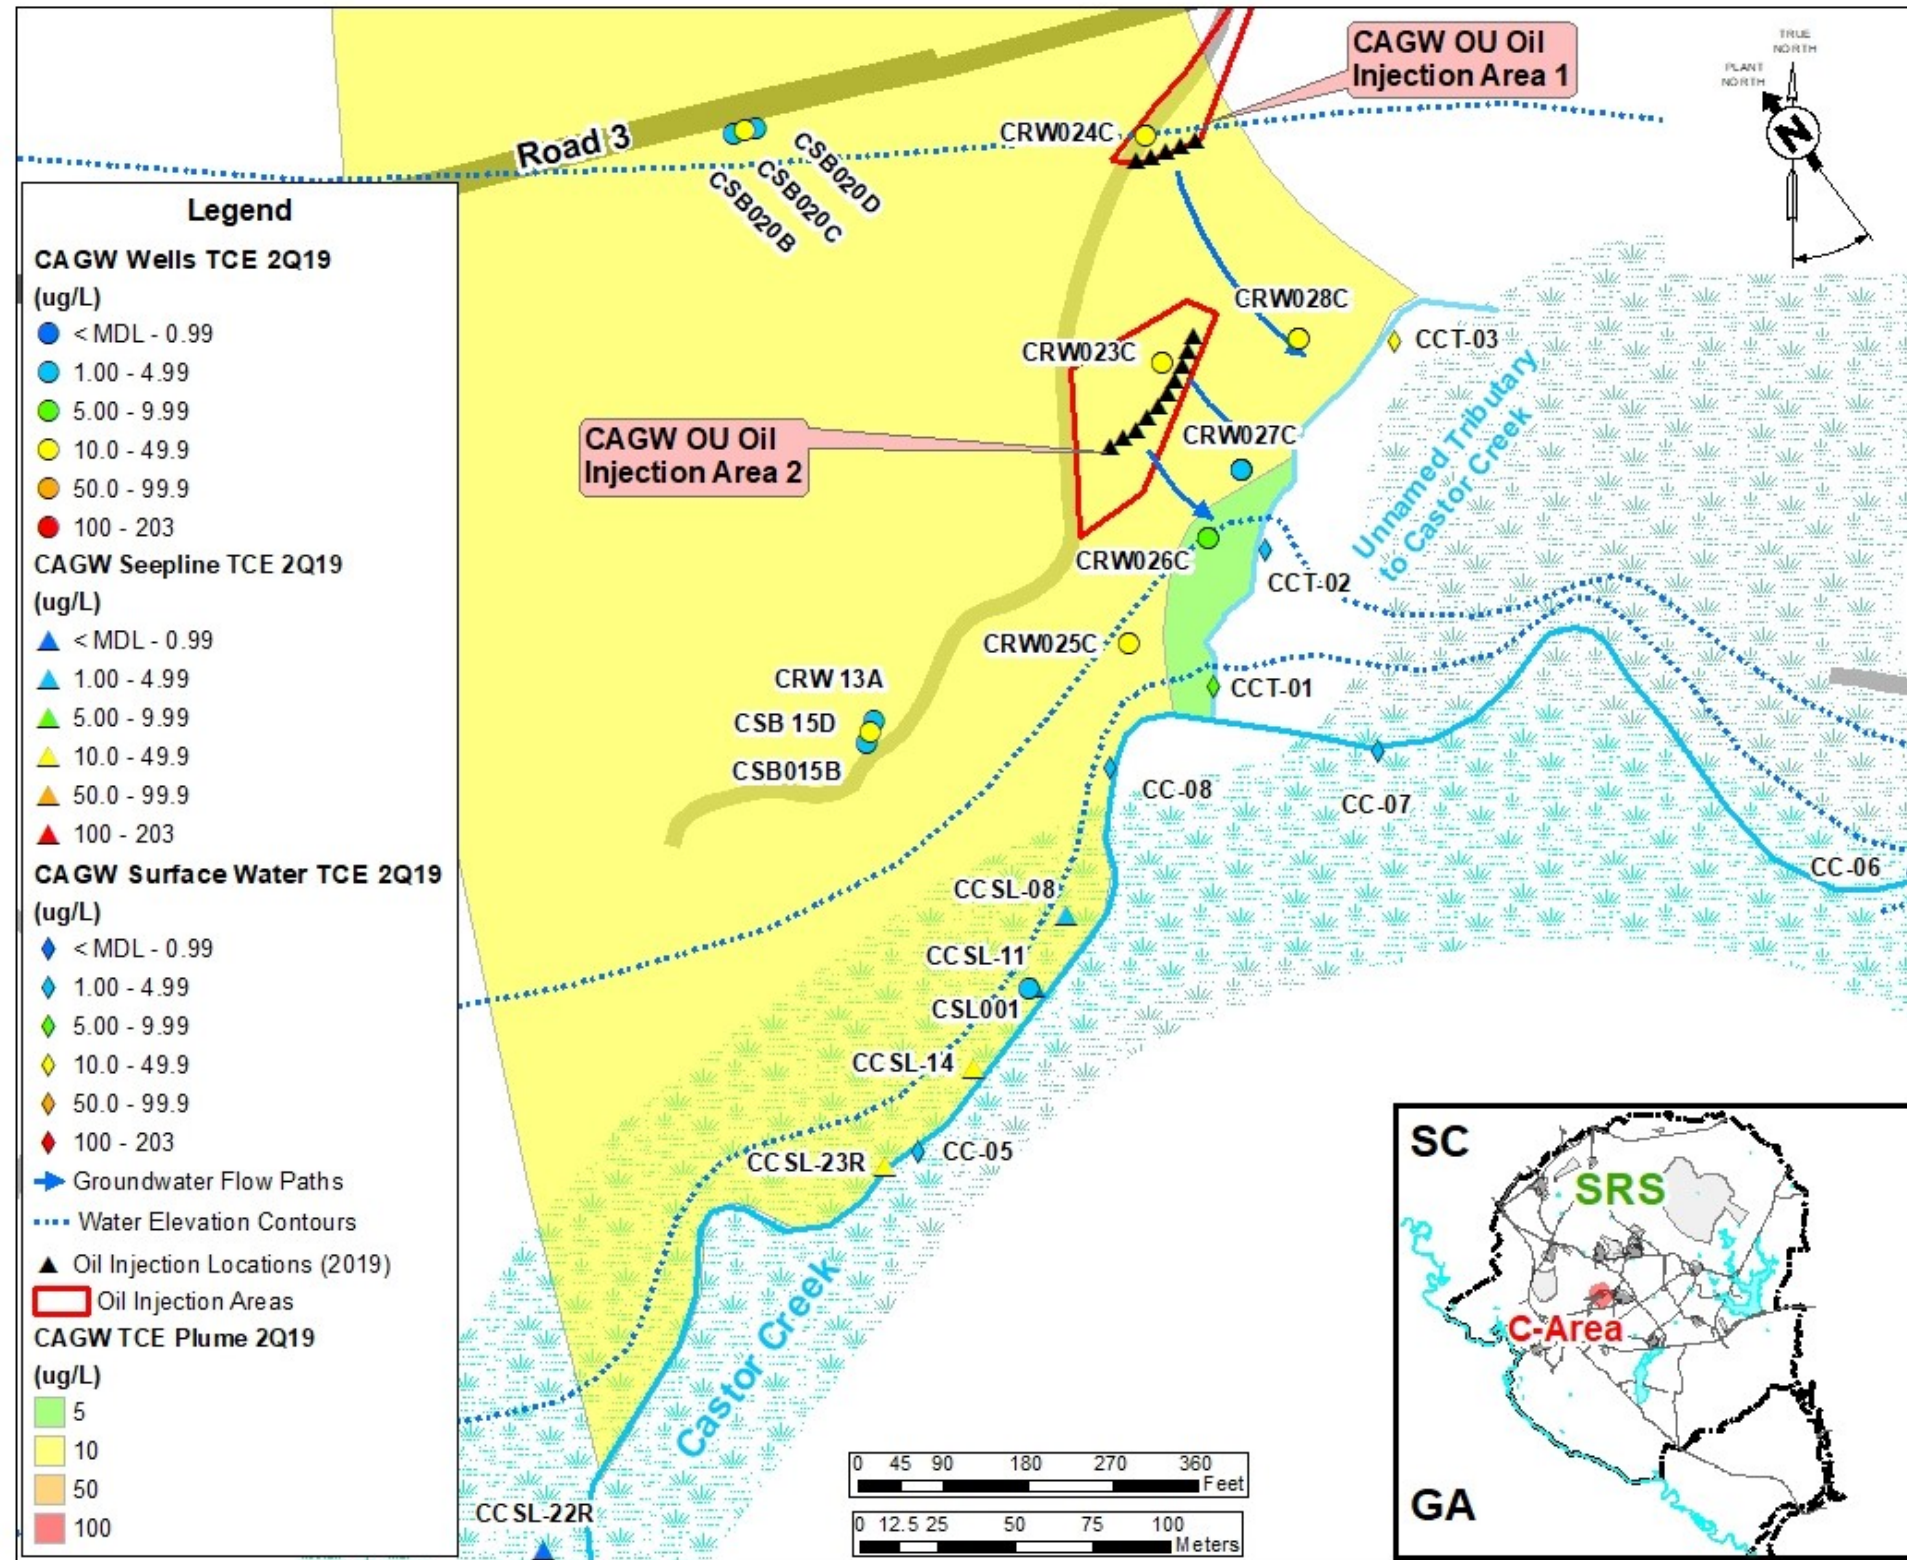 TRUE
NORTH
PLANT
NORTH
N
CAGW OU Oil
Injection Area 1
Road 3
CRW024C
CSB020D
CSB020C
CSB020B
CRW028C
CCT-03
CRW023C
CAGW OU Oil
Injection Area 2
CRW027C
Unnamed Tributary
to Castor Creek
CRW026C
CCT-02
CRW025C
CCT-01
CRW 13A
CSB 15D
CSB015B
CC-08
CC-07
CC-06
CC SL-08
CC SL-11
CSL001
CC SL-14
CC SL-23R
CC-05
Castor Creek
CC SL-22R
Legend
CAGW Wells TCE 2Q19
(ug/L)
< MDL - 0.99
1.00 - 4.99
5.00 - 9.99
10.0 - 49.9
50.0 - 99.9
100 - 203
CAGW Seepline TCE 2Q19
(ug/L)
< MDL - 0.99
1.00 - 4.99
5.00 - 9.99
10.0 - 49.9
50.0 - 99.9
100 - 203
CAGW Surface Water TCE 2Q19
(ug/L)
< MDL - 0.99
1.00 - 4.99
5.00 - 9.99
10.0 - 49.9
50.0 - 99.9
100 - 203
Groundwater Flow Paths
Water Elevation Contours
Oil Injection Locations (2019)
Oil Injection Areas
CAGW TCE Plume 2Q19
(ug/L)
5
10
50
100
0 45 90 180 270 360
Feet
0 12.5 25 50 75 100
Meters
SC
SRS
C-Area
GA